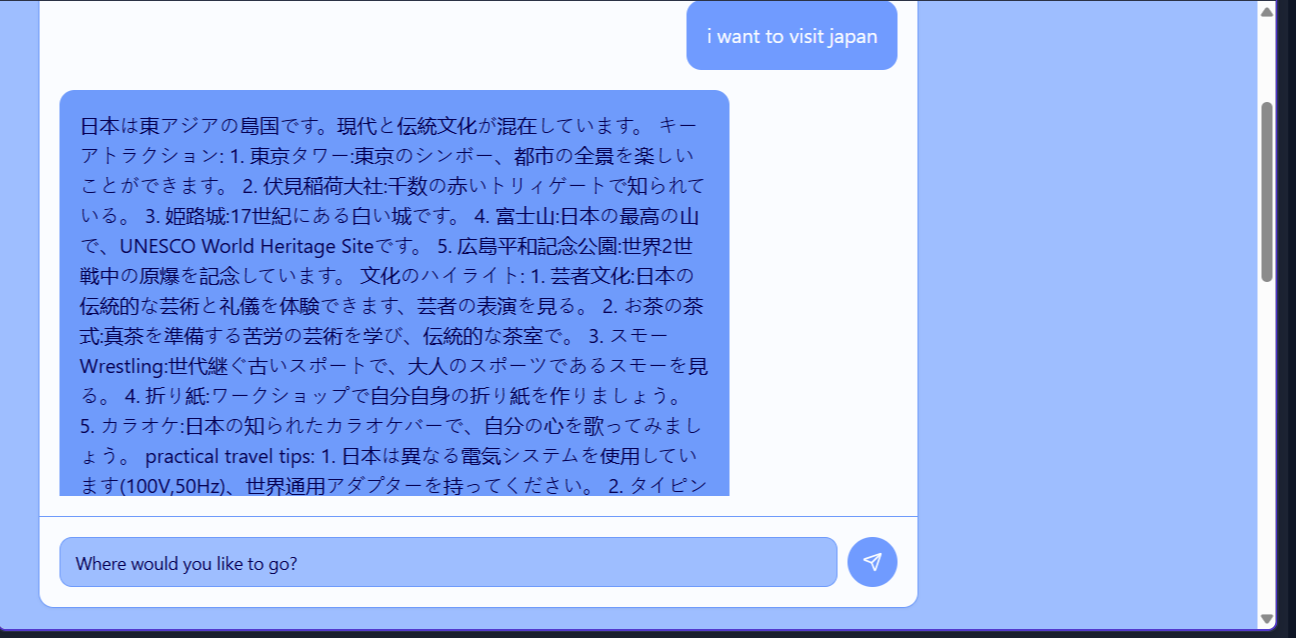 i want to visit japan
日本は東アジアの島国です。現代と伝統文化が混在しています。 キー
アトラクション: 1. 東京タワー:東京のシンボー、都市の全景を楽しい
ことができます。 2. 伏見稲荷大社:千数の赤いトリィゲートで知られて
いる。 3. 姫路城:17世紀にある白い城です。 4. 富士山:日本の最高の山
で、UNESCO World Heritage Siteです。 5. 広島平和記念公園:世界2世
戦中の原爆を記念しています。 文化のハイライト: 1. 芸者文化:日本の
伝統的な芸術と礼儀を体験できます、芸者の表演を見る。 2. お茶の茶
式:真茶を準備する苦労の芸術を学び、伝統的な茶室で。 3. スモー
Wrestling:世代継ぐ古いスポートで、大人のスポーツであるスモーを見
る。 4. 折り紙:ワークショップで自分自身の折り紙を作りましょう。
5. カラオケ:日本の知られたカラオケバーで、自分の心を歌ってみまし
ょう。 practical travel tips: 1. 日本は異なる電気システムを使用してい
ます(100V,50Hz)、世界通用アダプターを持ってください。 2. タイピン
Where would you like to go?